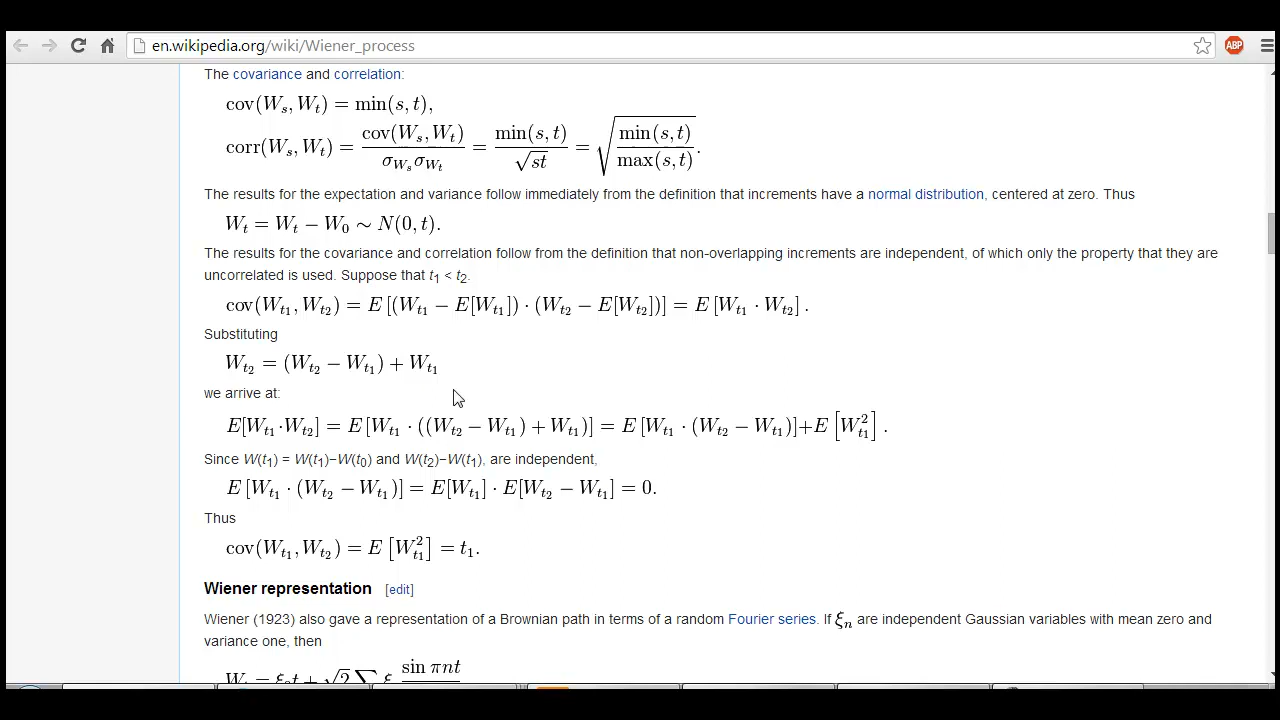 en.wikipedia.org/wiki/Wiener_process
ABP
The covariance and correlation:
cov(W_s, W_t) = min(s, t),
corr(W_s, W_t) = cov(W_s, W_t) / σ_{W_s} σ_{W_t} = min(s, t) / √st = √(min(s, t) / max(s, t)).
The results for the expectation and variance follow immediately from the definition that increments have a normal distribution, centered at zero. Thus
W_t = W_t − W_0 ∼ N(0, t).
The results for the covariance and correlation follow from the definition that non-overlapping increments are independent, of which only the property that they are
uncorrelated is used. Suppose that t_1 < t_2.
cov(W_{t_1}, W_{t_2}) = E [(W_{t_1} − E[W_{t_1}]) · (W_{t_2} − E[W_{t_2}])] = E [W_{t_1} · W_{t_2}] .
Substituting
W_{t_2} = (W_{t_2} − W_{t_1}) + W_{t_1}
we arrive at:
E[W_{t_1} · W_{t_2}] = E [W_{t_1} · ((W_{t_2} − W_{t_1}) + W_{t_1})] = E [W_{t_1} · (W_{t_2} − W_{t_1})] + E [W_{t_1}^2] .
Since W(t_1) = W(t_1)−W(t_0) and W(t_2)−W(t_1), are independent,
E [W_{t_1} · (W_{t_2} − W_{t_1})] = E[W_{t_1}] · E[W_{t_2} − W_{t_1}] = 0.
Thus
cov(W_{t_1}, W_{t_2}) = E [W_{t_1}^2] = t_1.
Wiener representation [edit]
Wiener (1923) also gave a representation of a Brownian path in terms of a random Fourier series. If ξ_n are independent Gaussian variables with mean zero and
variance one, then
W_t = ξ_0 t + √2 ∑ ξ sin πnt